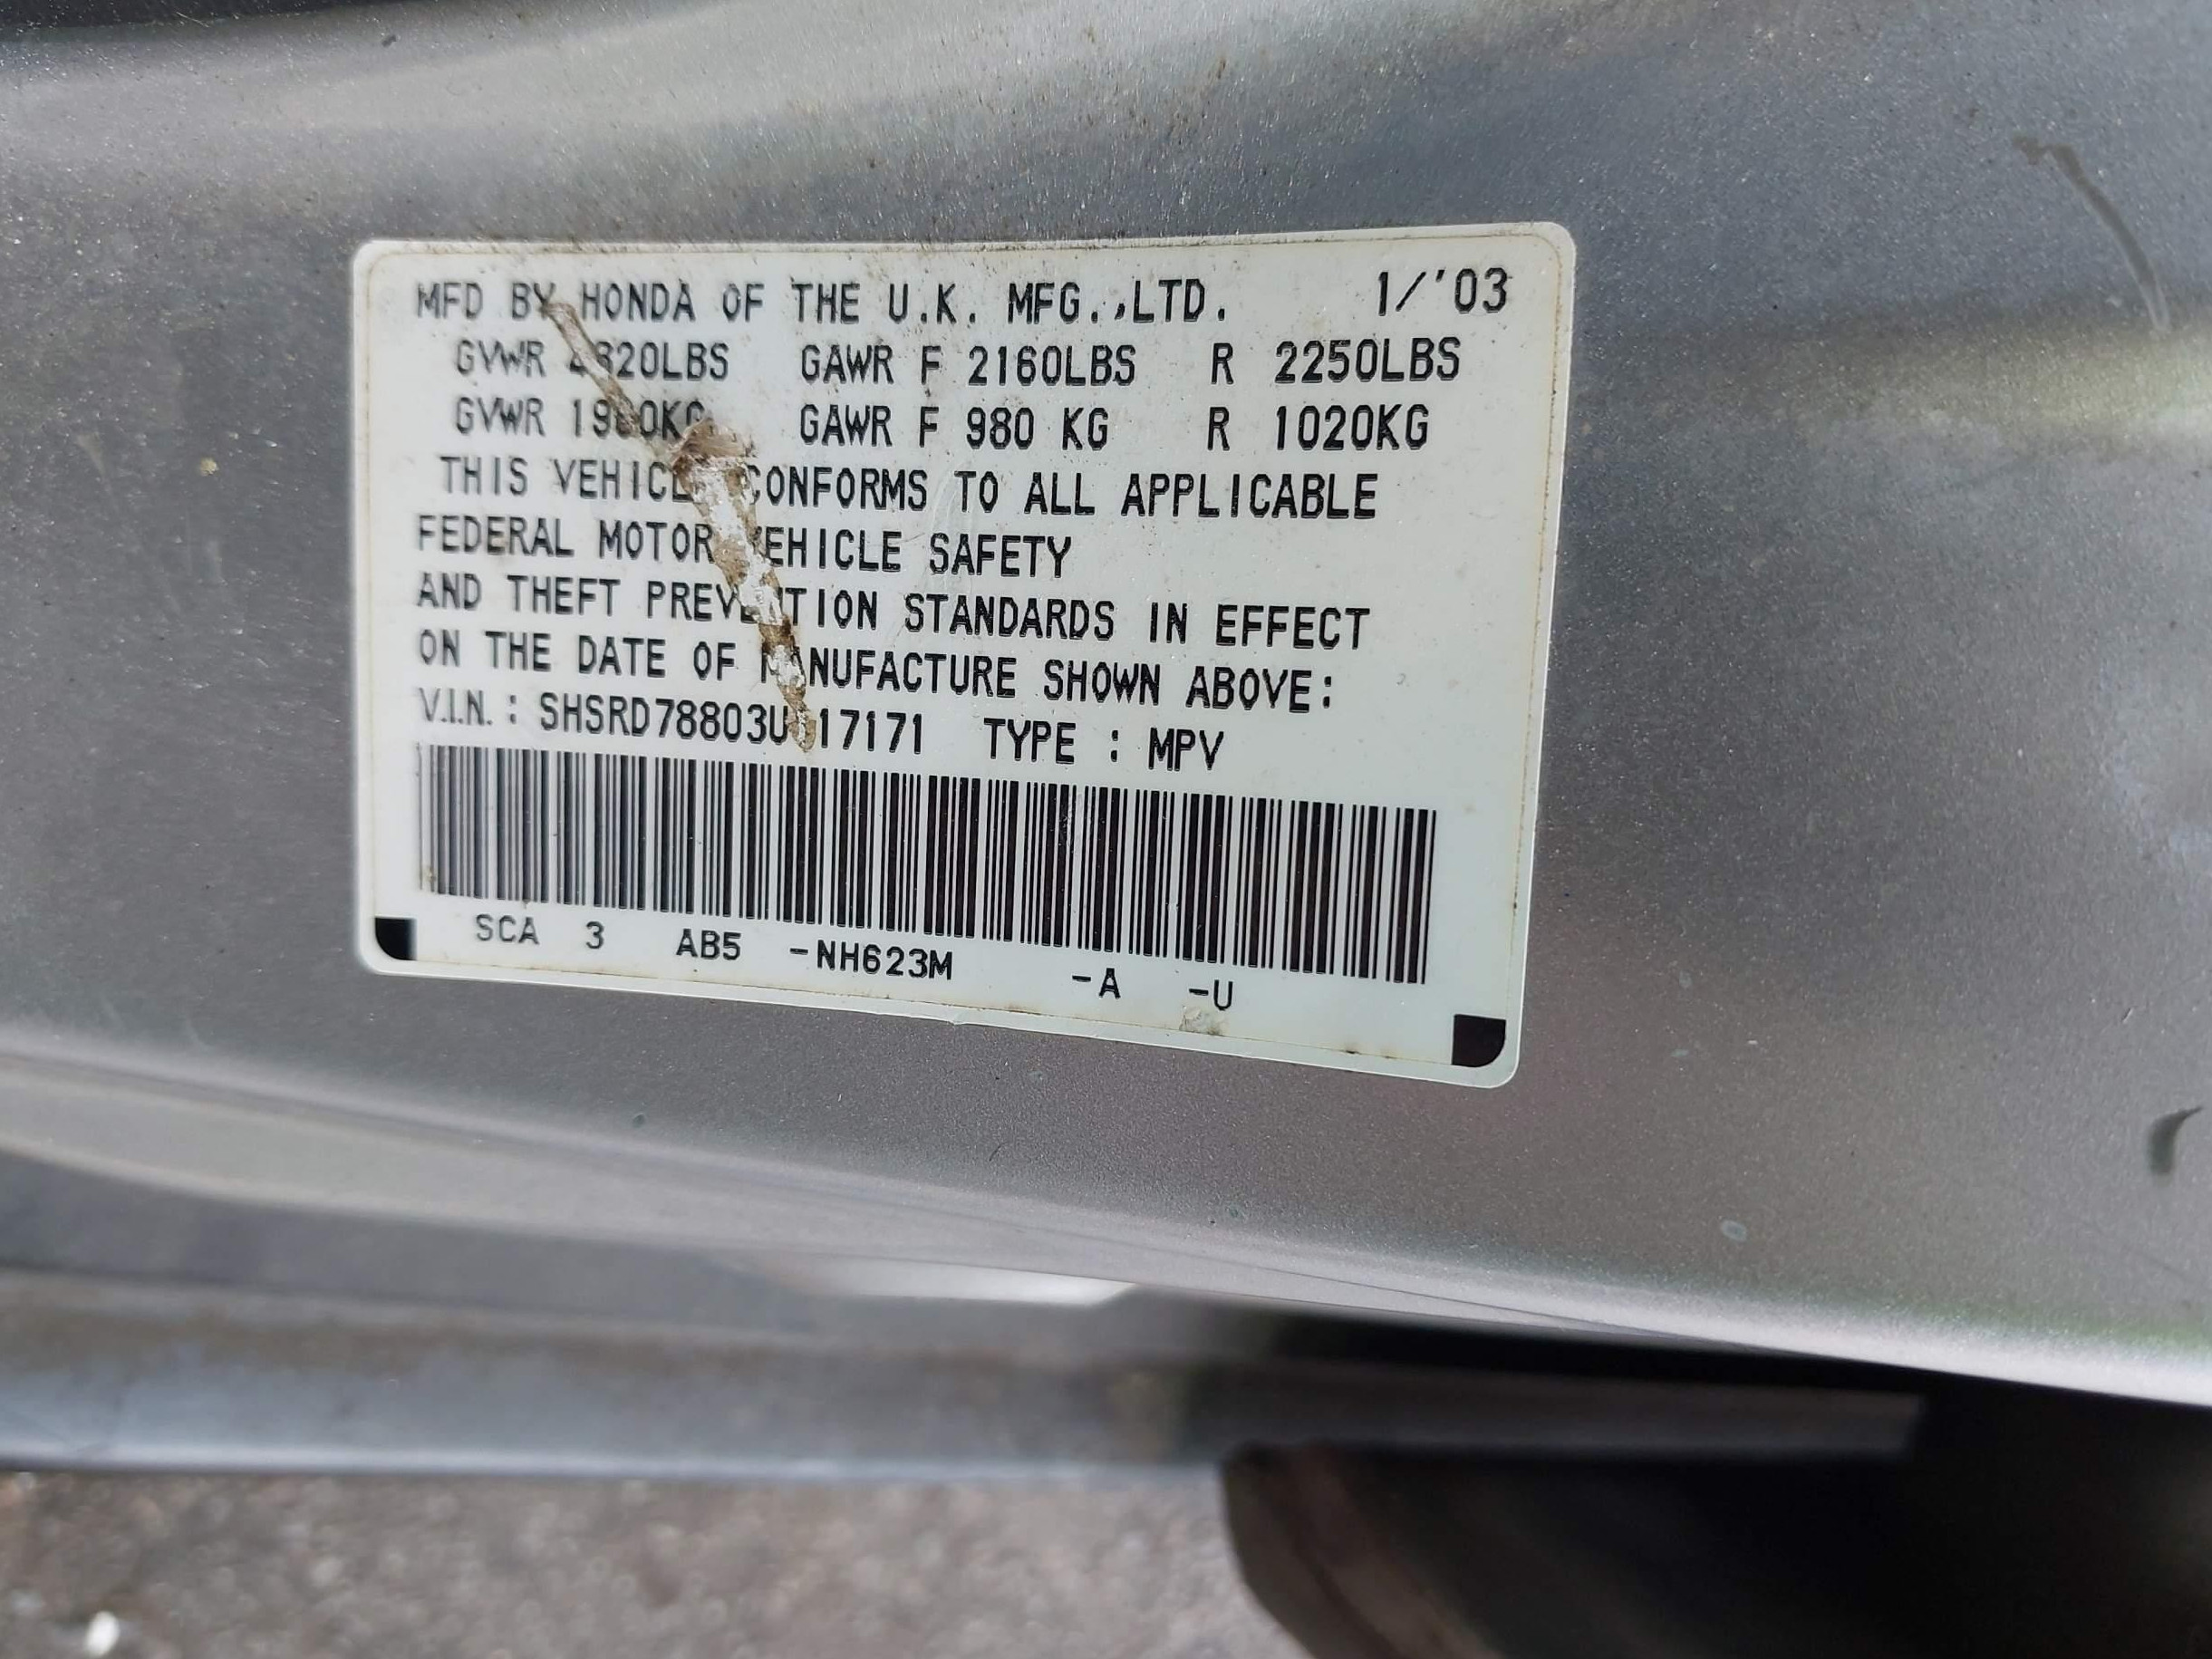 MFD BY HONDA OF THE U.K. MFG.,LTD. 1/'03
GVWR GAWR F 2160LBS R 2250LBS
GVWR GAWR F 980 KG R 1020KG
THIS VEHICLE CONFORMS TO ALL APPLICABLE
FEDERAL MOTOR VEHICLE SAFETY
AND THEFT PREVENTION STANDARDS IN EFFECT
ON THE DATE OF MANUFACTURE SHOWN ABOVE:
V.I.N.: TYPE : MPV
SCA 3 AB5 -NH623M -A -U